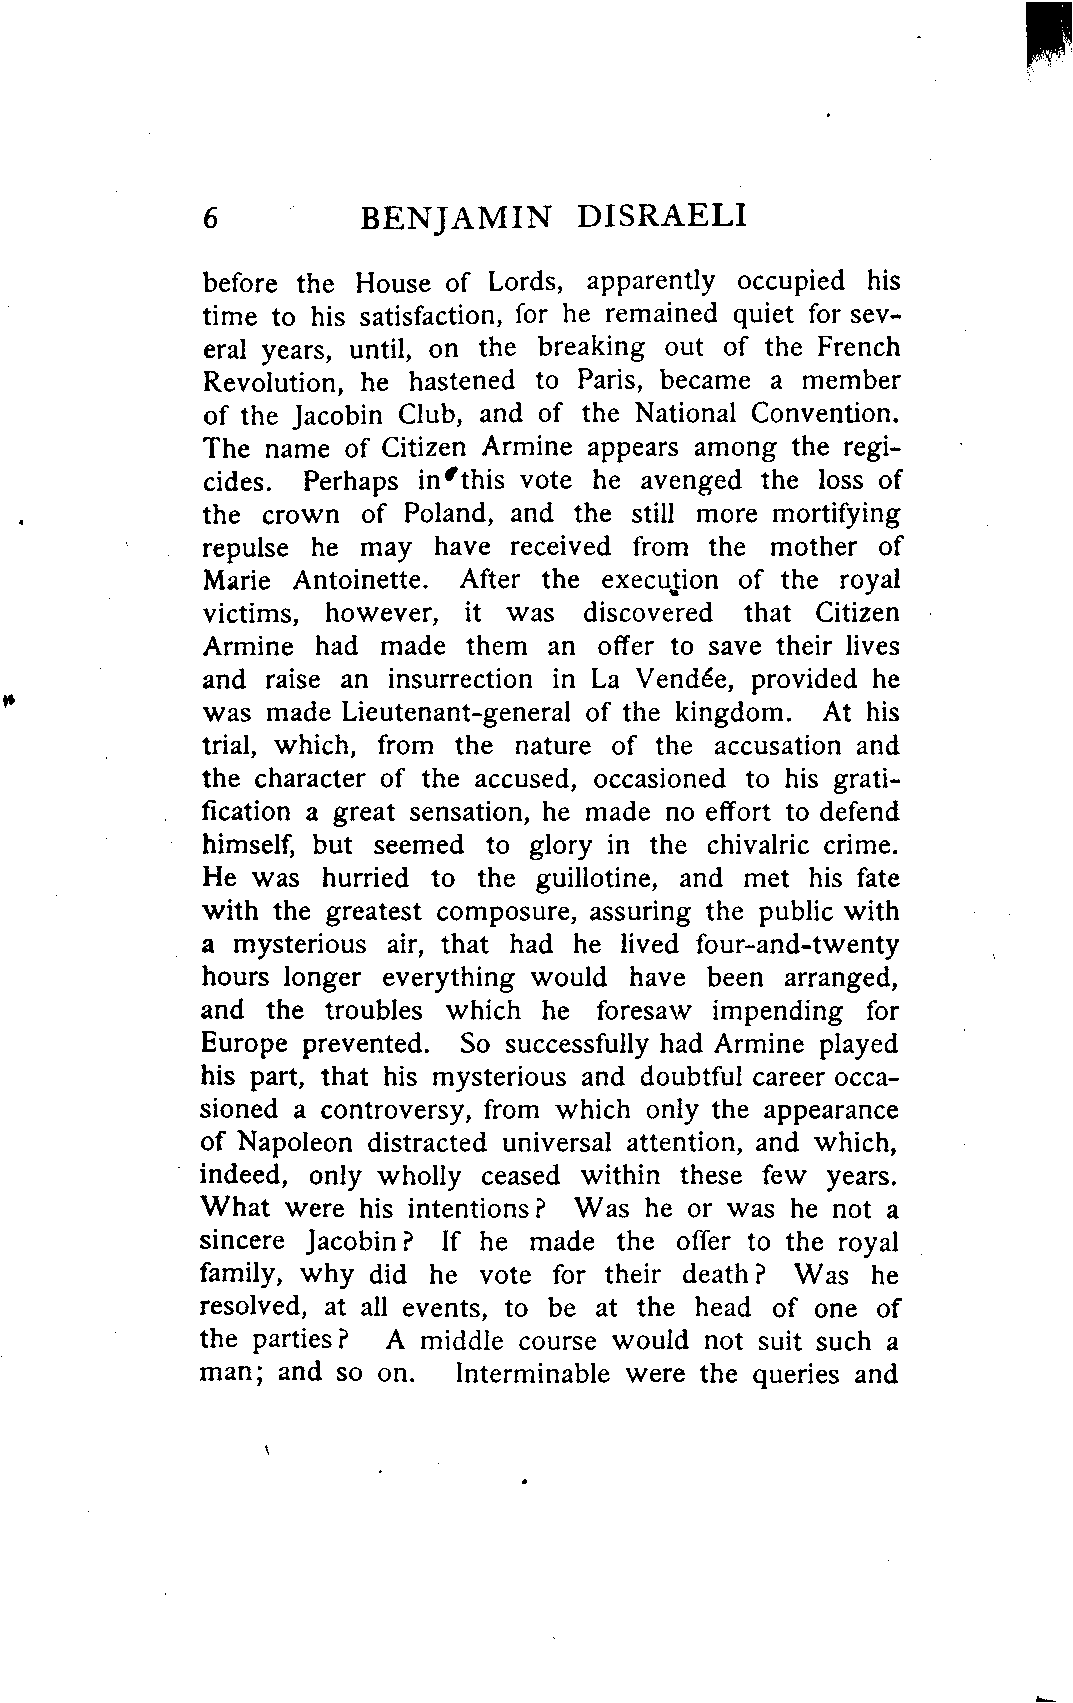 6 BENJAMIN DISRAELI
before the House of Lords, apparently occupied his
time to his satisfaction, for he remained quiet for sev-
eral years, until, on the breaking out of the French
Revolution, he hastened to Paris, became a member
of the Jacobin Club, and of the National Convention.
The name of Citizen Armine appears among the regi-
cides. Perhaps in this vote he avenged the loss of
the crown of Poland, and the still more mortifying
repulse he may have received from the mother of
Marie Antoinette. After the execution of the royal
victims, however, it was discovered that Citizen
Armine had made them an offer to save their lives
and raise an insurrection in La Vendée, provided he
was made Lieutenant-general of the kingdom. At his
trial, which, from the nature of the accusation and
the character of the accused, occasioned to his grati-
fication a great sensation, he made no effort to defend
himself, but seemed to glory in the chivalric crime.
He was hurried to the guillotine, and met his fate
with the greatest composure, assuring the public with
a mysterious air, that had he lived four-and-twenty
hours longer everything would have been arranged,
and the troubles which he foresaw impending for
Europe prevented. So successfully had Armine played
his part, that his mysterious and doubtful career occa-
sioned a controversy, from which only the appearance
of Napoleon distracted universal attention, and which,
indeed, only wholly ceased within these few years.
What were his intentions? Was he or was he not a
sincere Jacobin? If he made the offer to the royal
family, why did he vote for their death? Was he
resolved, at all events, to be at the head of one of
the parties? A middle course would not suit such a
man; and so on. Interminable were the queries and